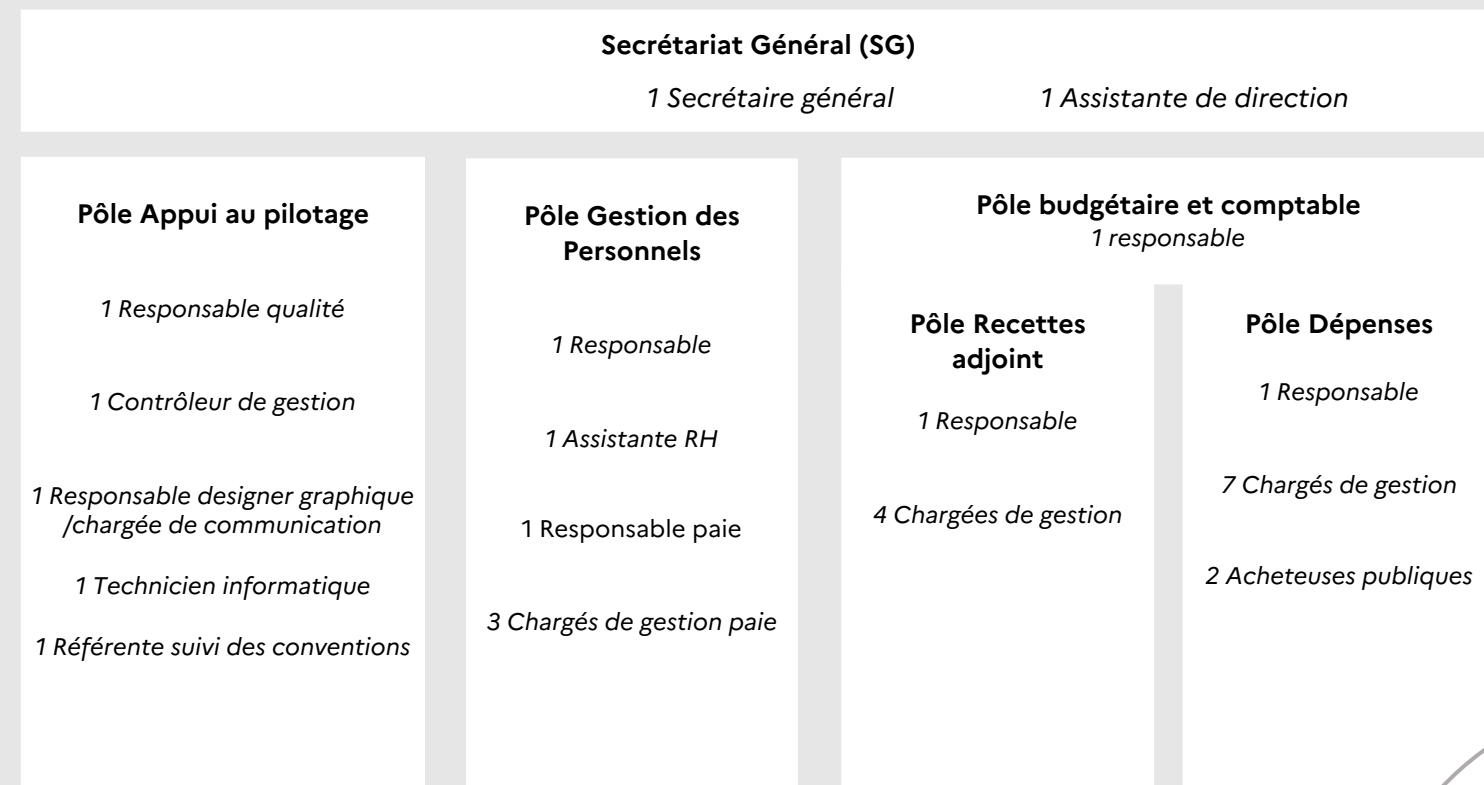 Secrétariat Général (SG)
1 Secrétaire général
1 Assistante de direction
Pôle Appui au pilotage
1 Responsable qualité
1 Contrôleur de gestion
1 Responsable designer graphique
/chargée de communication
1 Technicien informatique
1 Référente suivi des conventions
Pôle Gestion des
Personnels
1 Responsable
1 Assistante RH
1 Responsable paie
3 Chargés de gestion paie
Pôle budgétaire et comptable
1 responsable
Pôle Recettes
adjoint
1 Responsable
4 Chargées de gestion
Pôle Dépenses
1 Responsable
7 Chargés de gestion
2 Acheteuses publiques